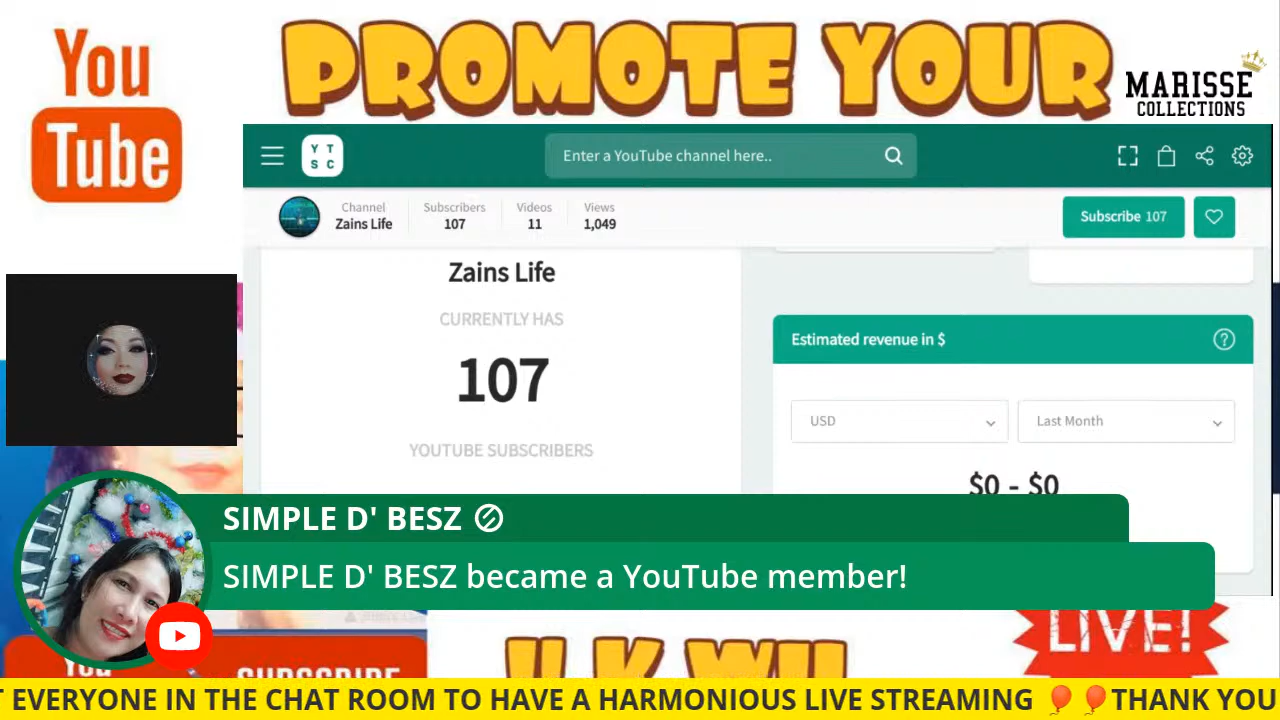 You
Tube
PROMOTE YOUR
MARISSE
COLLECTIONS
Y T
S C
Enter a YouTube channel here..
Channel
Zains Life
Subscribers
107
Videos
11
Views
1,049
Subscribe 107
Zains Life
CURRENTLY HAS
107
YOUTUBE SUBSCRIBERS
Estimated revenue in $
?
USD
Last Month
$0 - $0
SIMPLE D' BESZ
SIMPLE D' BESZ became a YouTube member!
LIVE!
You
SUBSCRIBE
T EVERYONE IN THE CHAT ROOM TO HAVE A HARMONIOUS LIVE STREAMING 🎈🎈THANK YOU